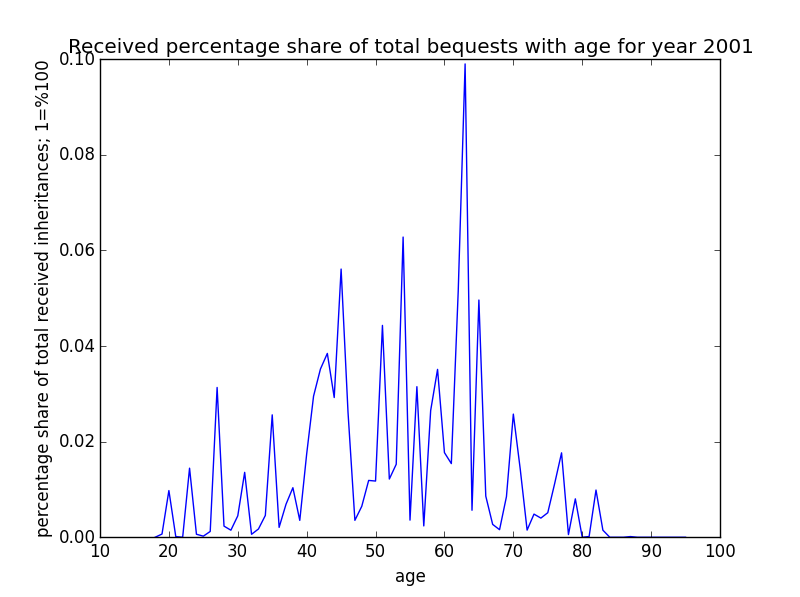 Received percentage share of total bequests with age for year 2001
percentage share of total received inheritances; 1=%100
0.10
0.08
0.06
0.04
0.02
0.00
10 20 30 40 50 60 70 80 90 100
age